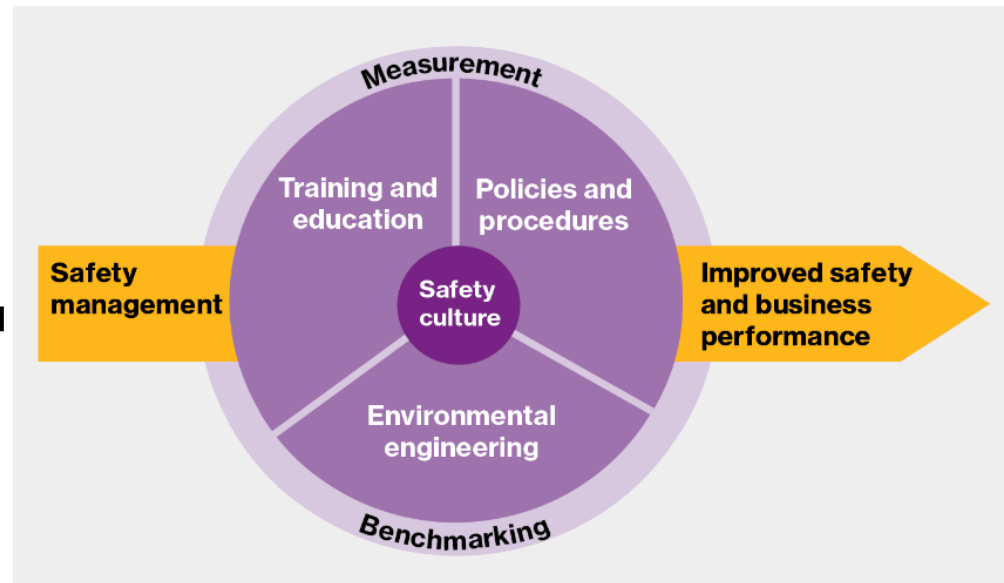 Measurement
Training and
education
Policies and
procedures
Safety
management
Safety
culture
Improved safety
and business
performance
Environmental
engineering
Benchmarking